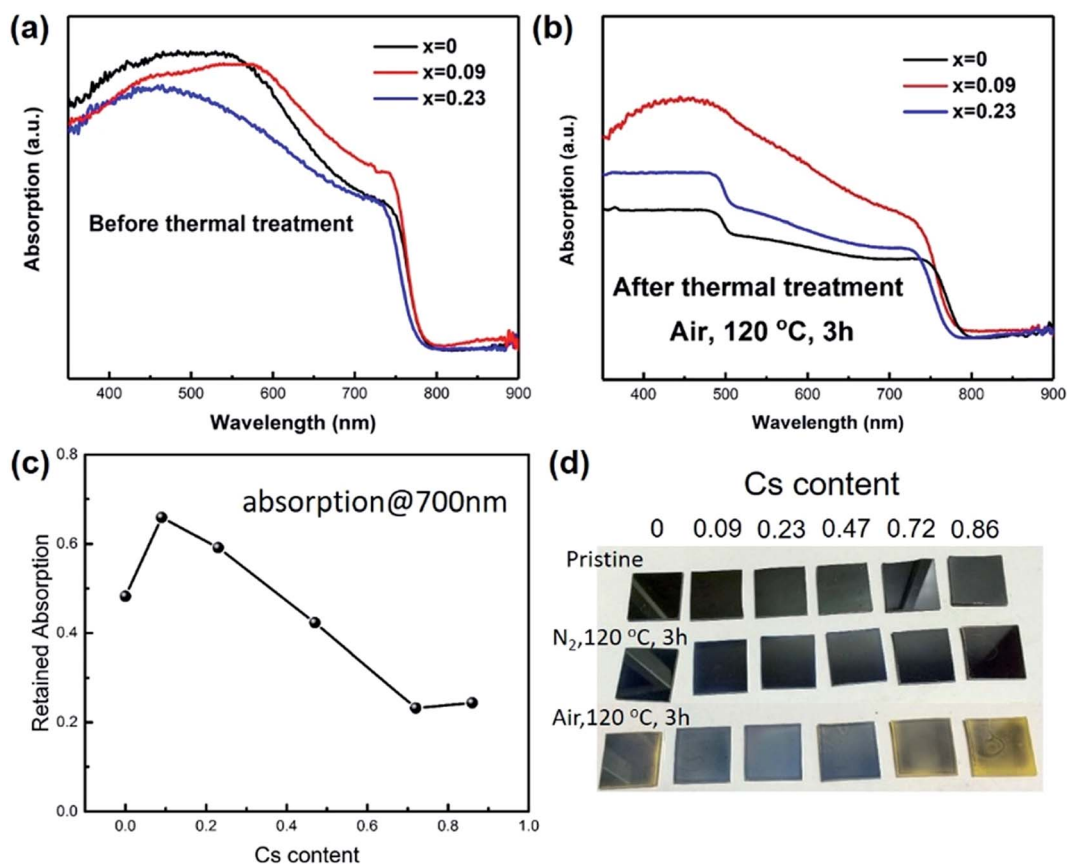 (a)
x=0
x=0.09
x=0.23
Before thermal treatment
Absorption (a.u.)
400 500 600 700 800 900
Wavelength (nm)
(b)
x=0
x=0.09
x=0.23
After thermal treatment
Air, 120 °C, 3h
Absorption (a.u.)
400 500 600 700 800 900
Wavelength (nm)
(c)
absorption@700nm
Retained Absorption
0.8
0.6
0.4
0.2
0.0
0.0 0.2 0.4 0.6 0.8 1.0
Cs content
(d)
Cs content
0 0.09 0.23 0.47 0.72 0.86
Pristine
N₂,120 °C, 3h
Air,120 °C, 3h